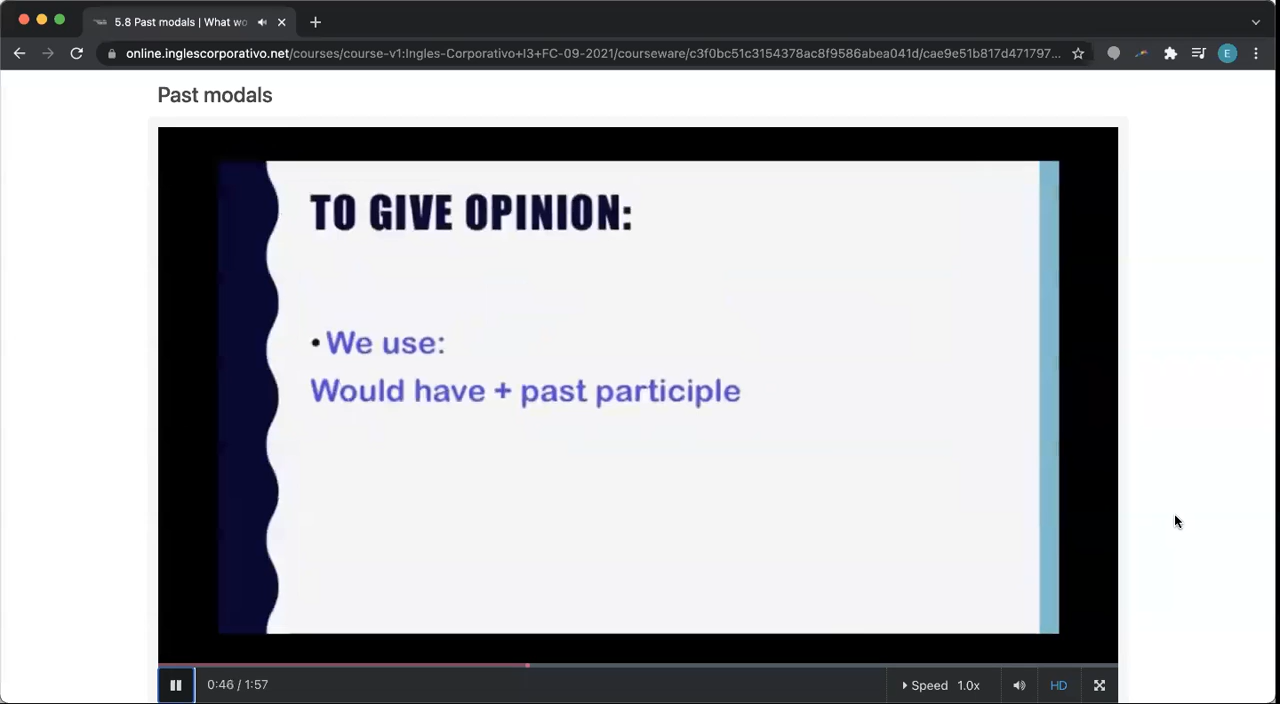 5.8 Past modals | What wo
online.inglescorporativo.net/courses/course-v1:Ingles-Corporativo+I3+FC-09-2021/courseware/c3f0bc51c3154378ac8f9586abea041d/cae9e51b817d471797...
E
Past modals
TO GIVE OPINION:
• We use:
Would have + past participle
0:46 / 1:57
Speed 1.0x
HD